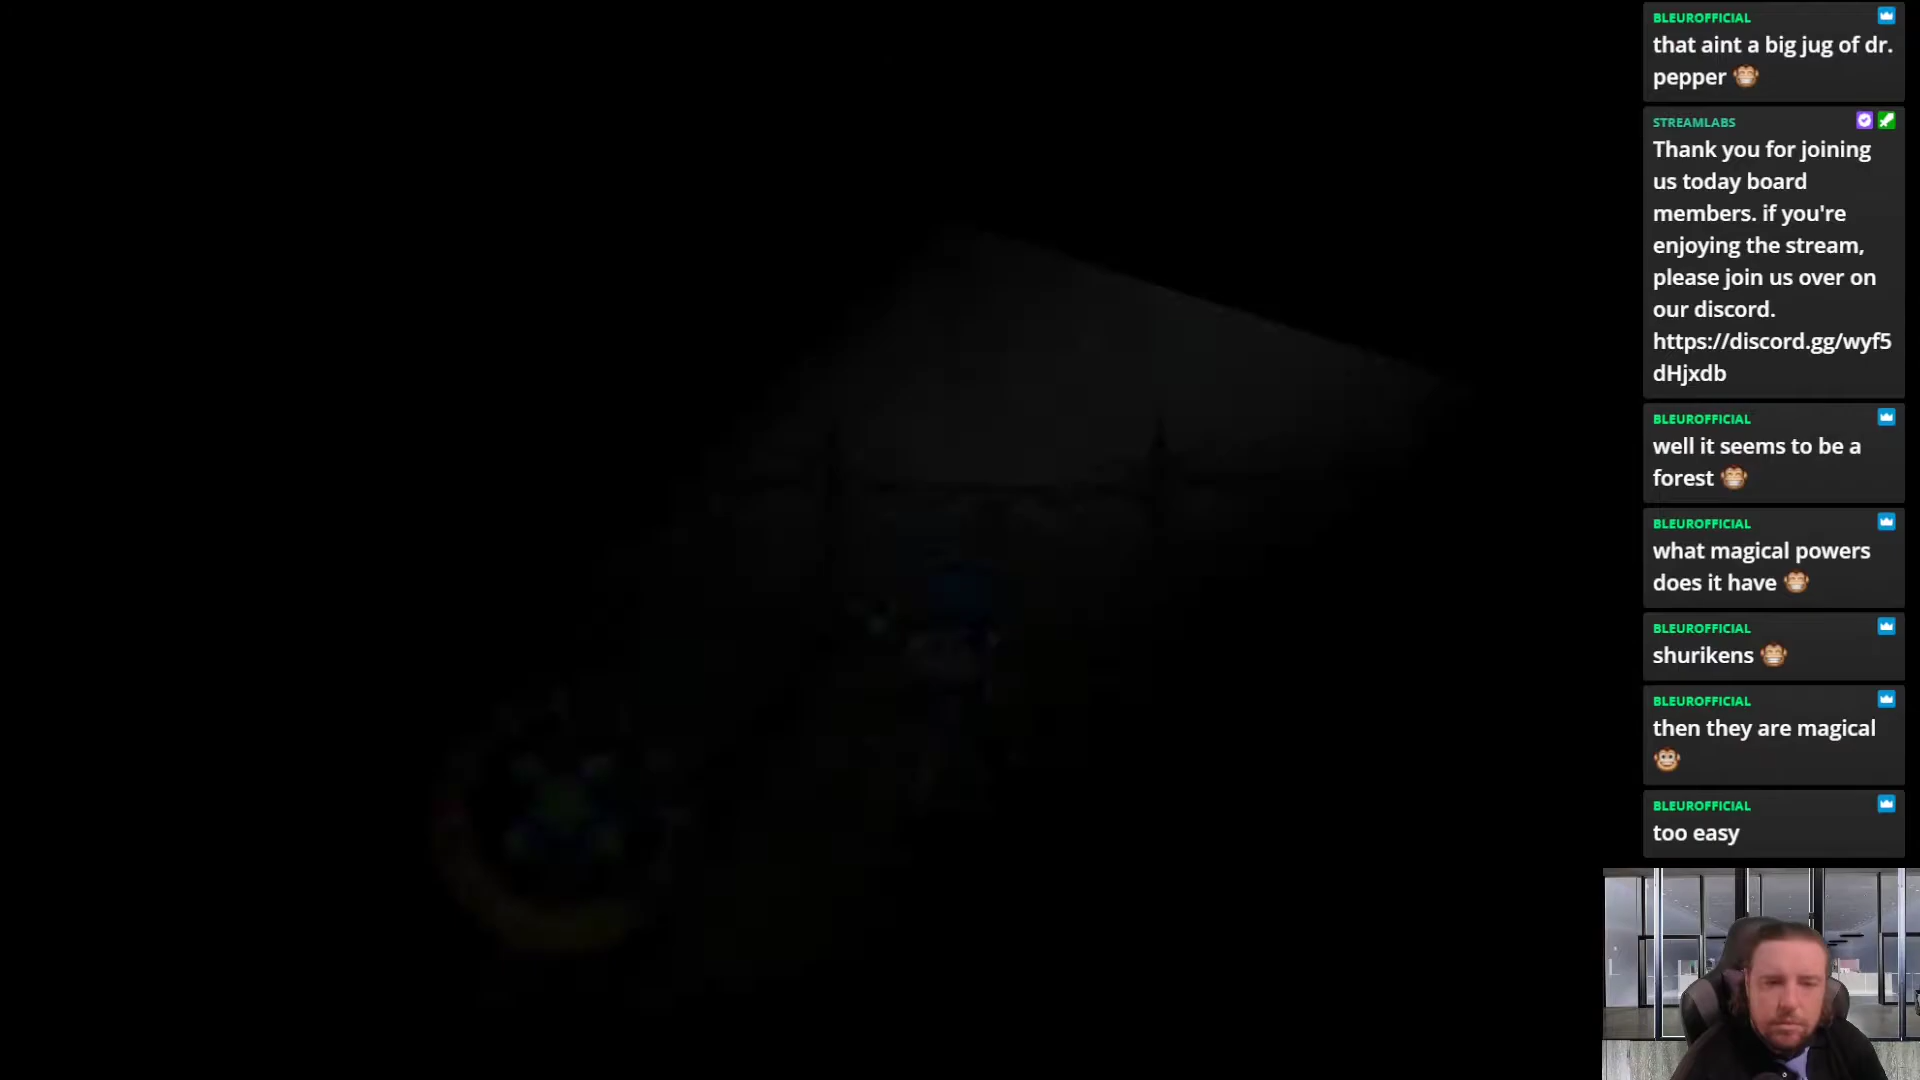 BLEUROFFICIAL
that aint a big jug of dr.
pepper
STREAMLABS
Thank you for joining
us today board
members. if you're
enjoying the stream,
please join us over on
our discord.
https://discord.gg/wyf5
dHjxdb
BLEUROFFICIAL
well it seems to be a
forest
BLEUROFFICIAL
what magical powers
does it have
BLEUROFFICIAL
shurikens
BLEUROFFICIAL
then they are magical
BLEUROFFICIAL
too easy